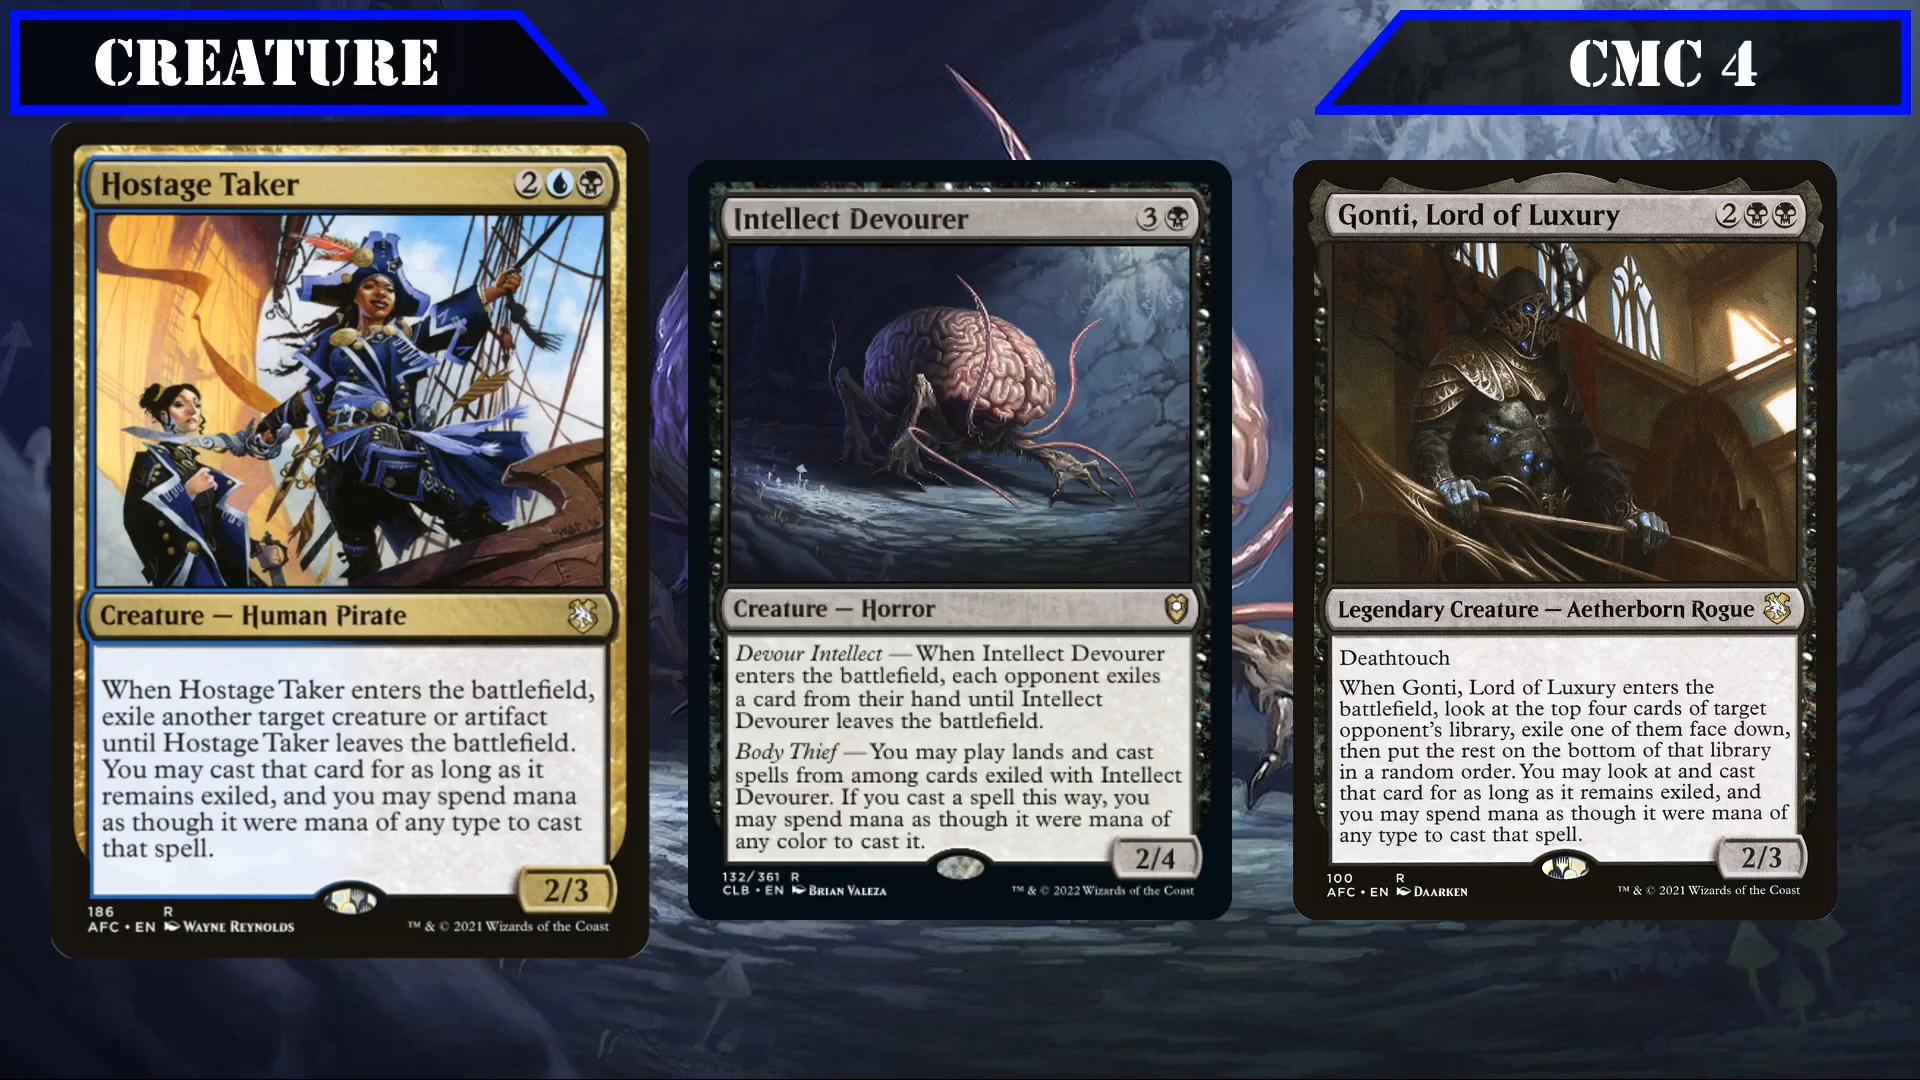 CREATURE
CMC 4
Hostage Taker 2
Creature — Human Pirate
When Hostage Taker enters the battlefield,
exile another target creature or artifact
until Hostage Taker leaves the battlefield.
You may cast that card for as long as it
remains exiled, and you may spend mana
as though it were mana of any type to cast
that spell.
2/3
186 R
AFC • EN WAYNE REYNOLDS
™ & © 2021 Wizards of the Coast
Intellect Devourer 3
Creature — Horror
Devour Intellect — When Intellect Devourer
enters the battlefield, each opponent exiles
a card from their hand until Intellect
Devourer leaves the battlefield.
Body Thief — You may play lands and cast
spells from among cards exiled with Intellect
Devourer. If you cast a spell this way, you
may spend mana as though it were mana of
any color to cast it.
2/4
132/361 R
CLB • EN BRIAN VALEZA
™ & © 2022 Wizards of the Coast
Gonti, Lord of Luxury 2
Legendary Creature — Aetherborn Rogue
Deathtouch
When Gonti, Lord of Luxury enters the
battlefield, look at the top four cards of target
opponent's library, exile one of them face down,
then put the rest on the bottom of that library
in a random order. You may look at and cast
that card for as long as it remains exiled, and
you may spend mana as though it were mana of
any type to cast that spell.
2/3
100 R
AFC • EN DAARKEN
™ & © 2021 Wizards of the Coast